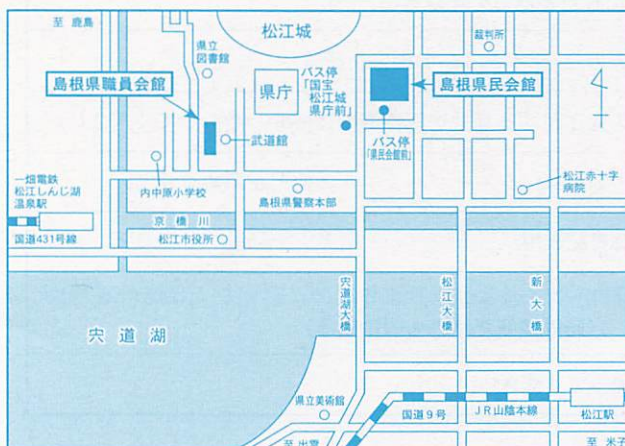 至 鹿島
松江城
裁判所
県立
図書館
島根県職員会館
県庁
バス停
「国宝
松江城
県庁前」
島根県民会館
武道館
バス停
「県民会館前」
一畑電鉄
松江しんじ湖
温泉駅
内中原小学校
島根県警察本部
松江赤十字
病院
京橋川
国道431号線
松江市役所
宍道湖
宍道湖大橋
松江大橋
新大橋
県立美術館
国道9号
JR山陰本線
松江駅
至 出雲
至 米子